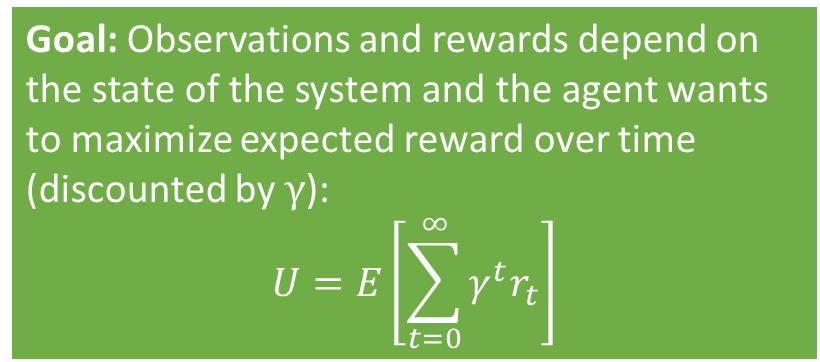 Goal: Observations and rewards depend on
the state of the system and the agent wants
to maximize expected reward over time
(discounted by γ):
U = E[∑_{t=0}^{∞} γ^t r_t]